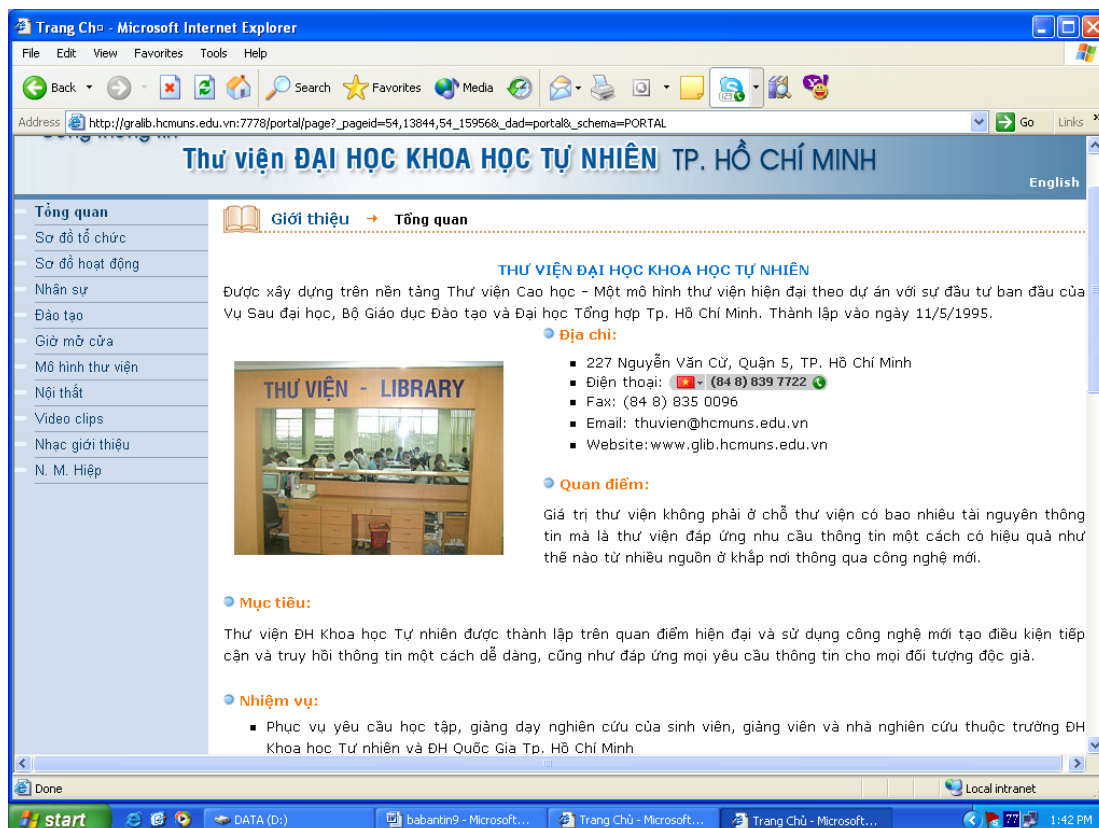 Trang Ch¤ - Microsoft Internet Explorer
File Edit View Favorites Tools Help
Back Search Favorites Media
Address http://gralib.hcmuns.edu.vn:7778/portal/page?_pageid=54,13844,54_15956&_dad=portal&_schema=PORTAL Go Links »
Thư viện ĐẠI HỌC KHOA HỌC TỰ NHIÊN TP. HỒ CHÍ MINH
English
Tổng quan
Sơ đồ tổ chức
Sơ đồ hoạt động
Nhân sự
Đào tạo
Giờ mở cửa
Mô hình thư viện
Nội thất
Video clips
Nhạc giới thiệu
N. M. Hiệp
Giới thiệu → Tổng quan
THƯ VIỆN ĐẠI HỌC KHOA HỌC TỰ NHIÊN
Được xây dựng trên nền tảng Thư viện Cao học – Một mô hình thư viện hiện đại theo dự án với sự đầu tư ban đầu của
Vụ Sau đại học, Bộ Giáo dục Đào tạo và Đại học Tổng hợp Tp. Hồ Chí Minh. Thành lập vào ngày 11/5/1995.
THƯ VIỆN - LIBRARY
Địa chỉ:
227 Nguyễn Văn Cừ, Quận 5, TP. Hồ Chí Minh
Điện thoại: (84 8) 839 7722
Fax: (84 8) 835 0096
Email: thuvien@hcmuns.edu.vn
Website:www.glib.hcmuns.edu.vn
Quan điểm:
Giá trị thư viện không phải ở chỗ thư viện có bao nhiêu tài nguyên thông
tin mà là thư viện đáp ứng nhu cầu thông tin một cách có hiệu quả như
thế nào từ nhiều nguồn ở khắp nơi thông qua công nghệ mới.
Mục tiêu:
Thư viện ĐH Khoa học Tự nhiên được thành lập trên quan điểm hiện đại và sử dụng công nghệ mới tạo điều kiện tiếp
cận và truy hồi thông tin một cách dễ dàng, cũng như đáp ứng mọi yêu cầu thông tin cho mọi đối tượng độc giả.
Nhiệm vụ:
Phục vụ yêu cầu học tập, giảng dạy nghiên cứu của sinh viên, giảng viên và nhà nghiên cứu thuộc trường ĐH
Khoa học Tự nhiên và ĐH Quốc Gia Tp. Hồ Chí Minh
Done Local intranet
start DATA (D:) babantin9 - Microsoft... Trang Chủ - Microsoft... Trang Chủ - Microsoft... 77 1:42 PM